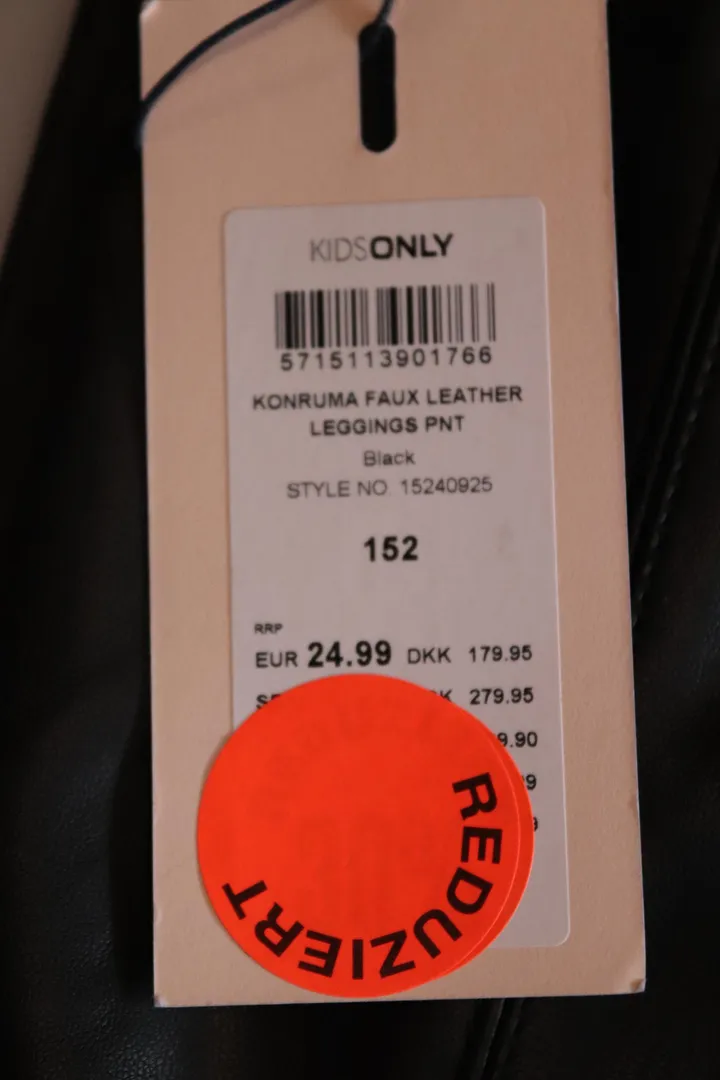 KIDSONLY
5715113901766
KONRUMA FAUX LEATHER
LEGGINGS PNT
Black
STYLE NO 15240925
152
RRP
EUR 24.99 DKK 179.95
279.95
REDUZIERT